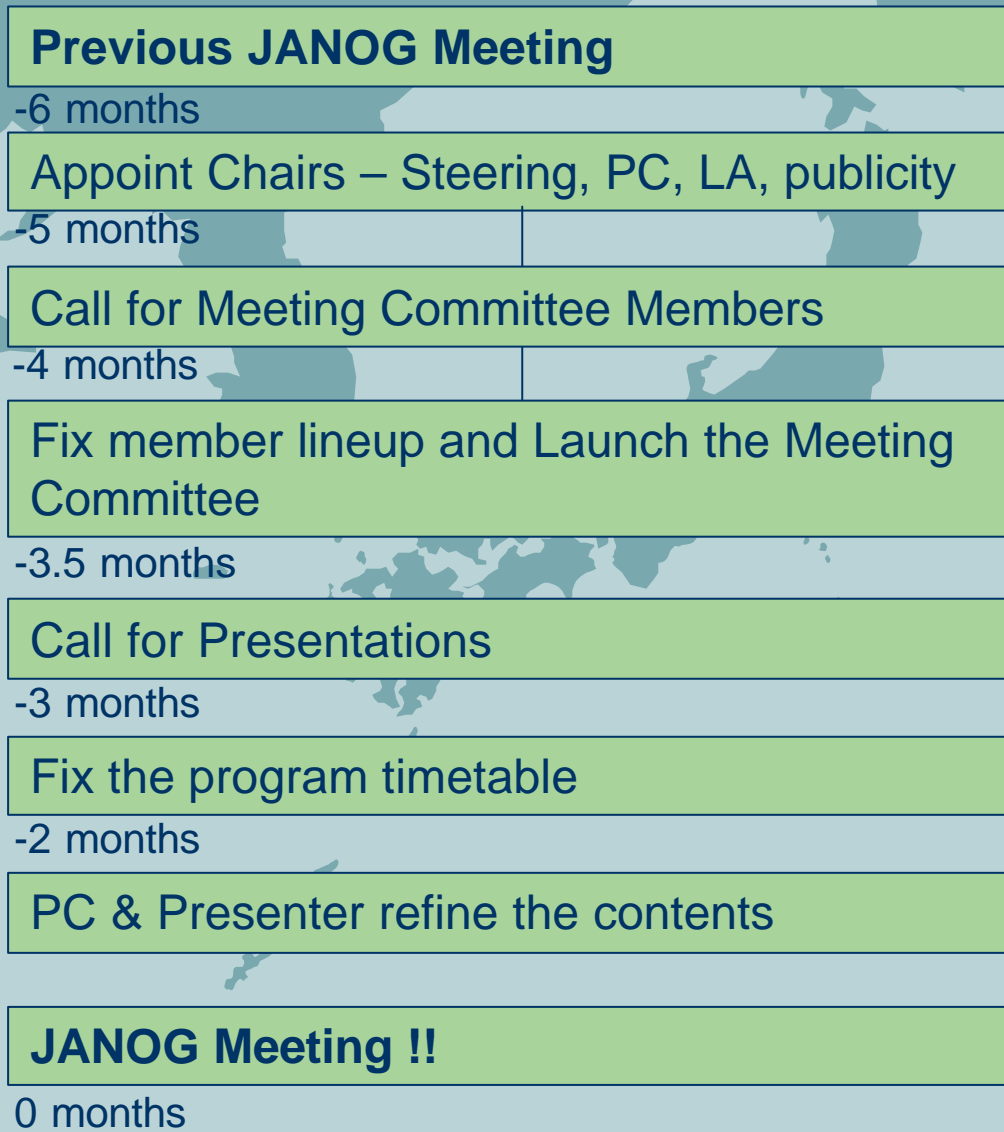 Previous JANOG Meeting
-6 months
Appoint Chairs – Steering, PC, LA, publicity
-5 months
Call for Meeting Committee Members
-4 months
Fix member lineup and Launch the Meeting
Committee
-3.5 months
Call for Presentations
-3 months
Fix the program timetable
-2 months
PC & Presenter refine the contents
JANOG Meeting !!
0 months